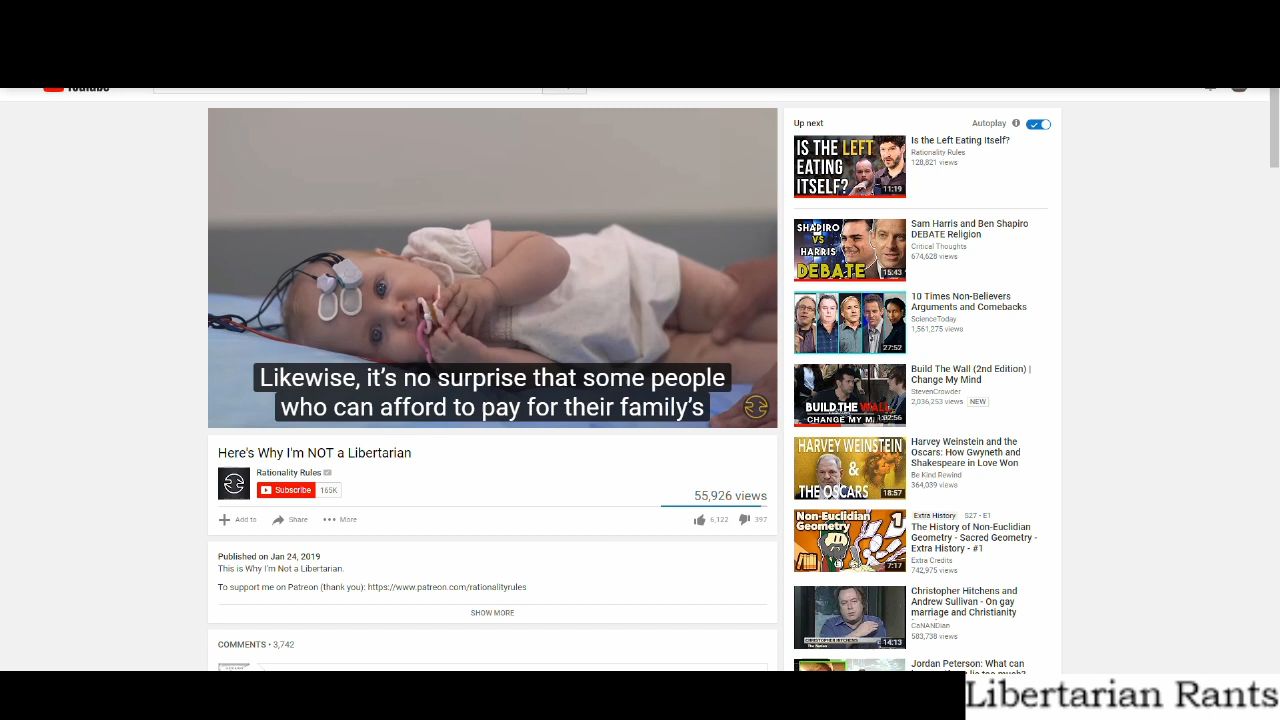 Likewise, it's no surprise that some people
who can afford to pay for their family's
Here's Why I'm NOT a Libertarian
Rationality Rules
Subscribe 165K
55,926 views
Add to Share More
6,122 397
Published on Jan 24, 2019
This is Why I'm Not a Libertarian.
To support me on Patreon (thank you): https://www.patreon.com/rationalityrules
SHOW MORE
COMMENTS • 3,742
Up next Autoplay
IS THE LEFT
EATING
ITSELF?
11:19
Is the Left Eating Itself?
Rationality Rules
128,821 views
SHAPIRO
VS
HARRIS
DEBATE
15:43
Sam Harris and Ben Shapiro
DEBATE Religion
Critical Thoughts
674,628 views
27:52
10 Times Non-Believers
Arguments and Comebacks
ScienceToday
1,561,275 views
BUILD THE WALL
CHANGE MY M
1:02:56
Build The Wall (2nd Edition) |
Change My Mind
StevenCrowder
2,036,253 views NEW
HARVEY WEINSTEIN
&
THE OSCARS
18:57
Harvey Weinstein and the
Oscars: How Gwyneth and
Shakespeare in Love Won
Be Kind Rewind
364,039 views
Non-Euclidian
Geometry
1
7:17
Extra History S27 • E1
The History of Non-Euclidian
Geometry - Sacred Geometry -
Extra History - #1
Extra Credits
742,975 views
CHRISTOPHER HITCHENS
The Nation
14:13
Christopher Hitchens and
Andrew Sullivan - On gay
marriage and Christianity
CaNANDian
583,738 views
Jordan Peterson: What can
Libertarian Rants